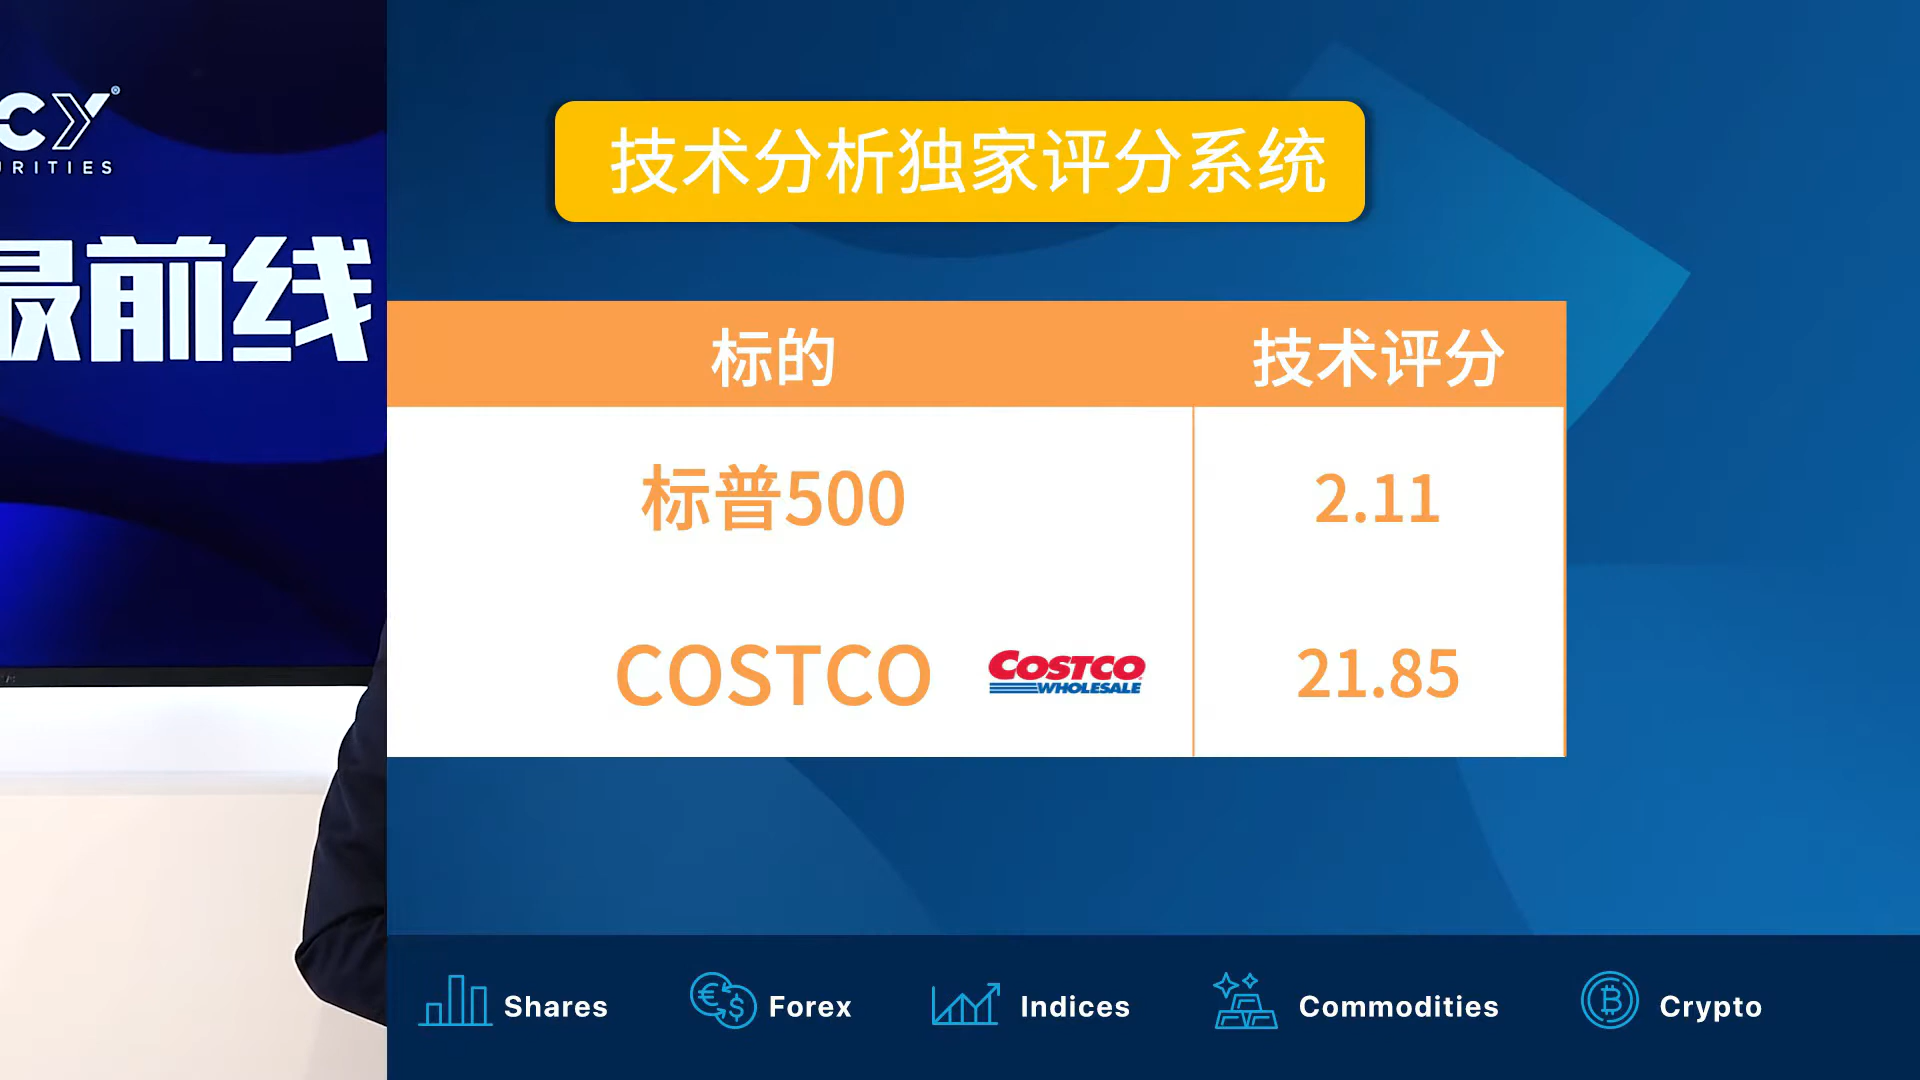 CY
URITIES
最前线
技术分析独家评分系统
标的 技术评分
标普500 2.11
COSTCO COSTCO WHOLESALE 21.85
Shares Forex Indices Commodities Crypto